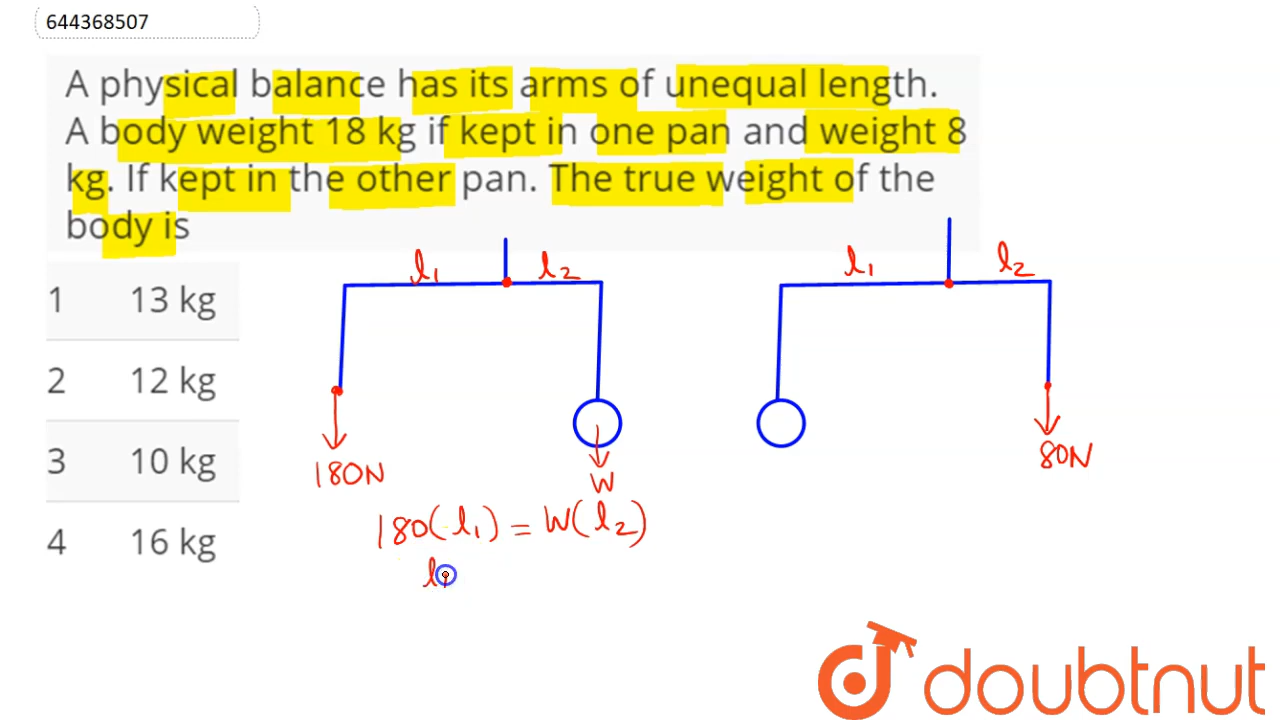 644368507
A physical balance has its arms of unequal length.
A body weight 18 kg if kept in one pan and weight 8
kg. If kept in the other pan. The true weight of the
body is
l₁ l₂
l₁ l₂
1 13 kg
2 12 kg
3 10 kg
4 16 kg
180N
W
80N
180(l₁) = W(l₂)
l₁
doubtnut